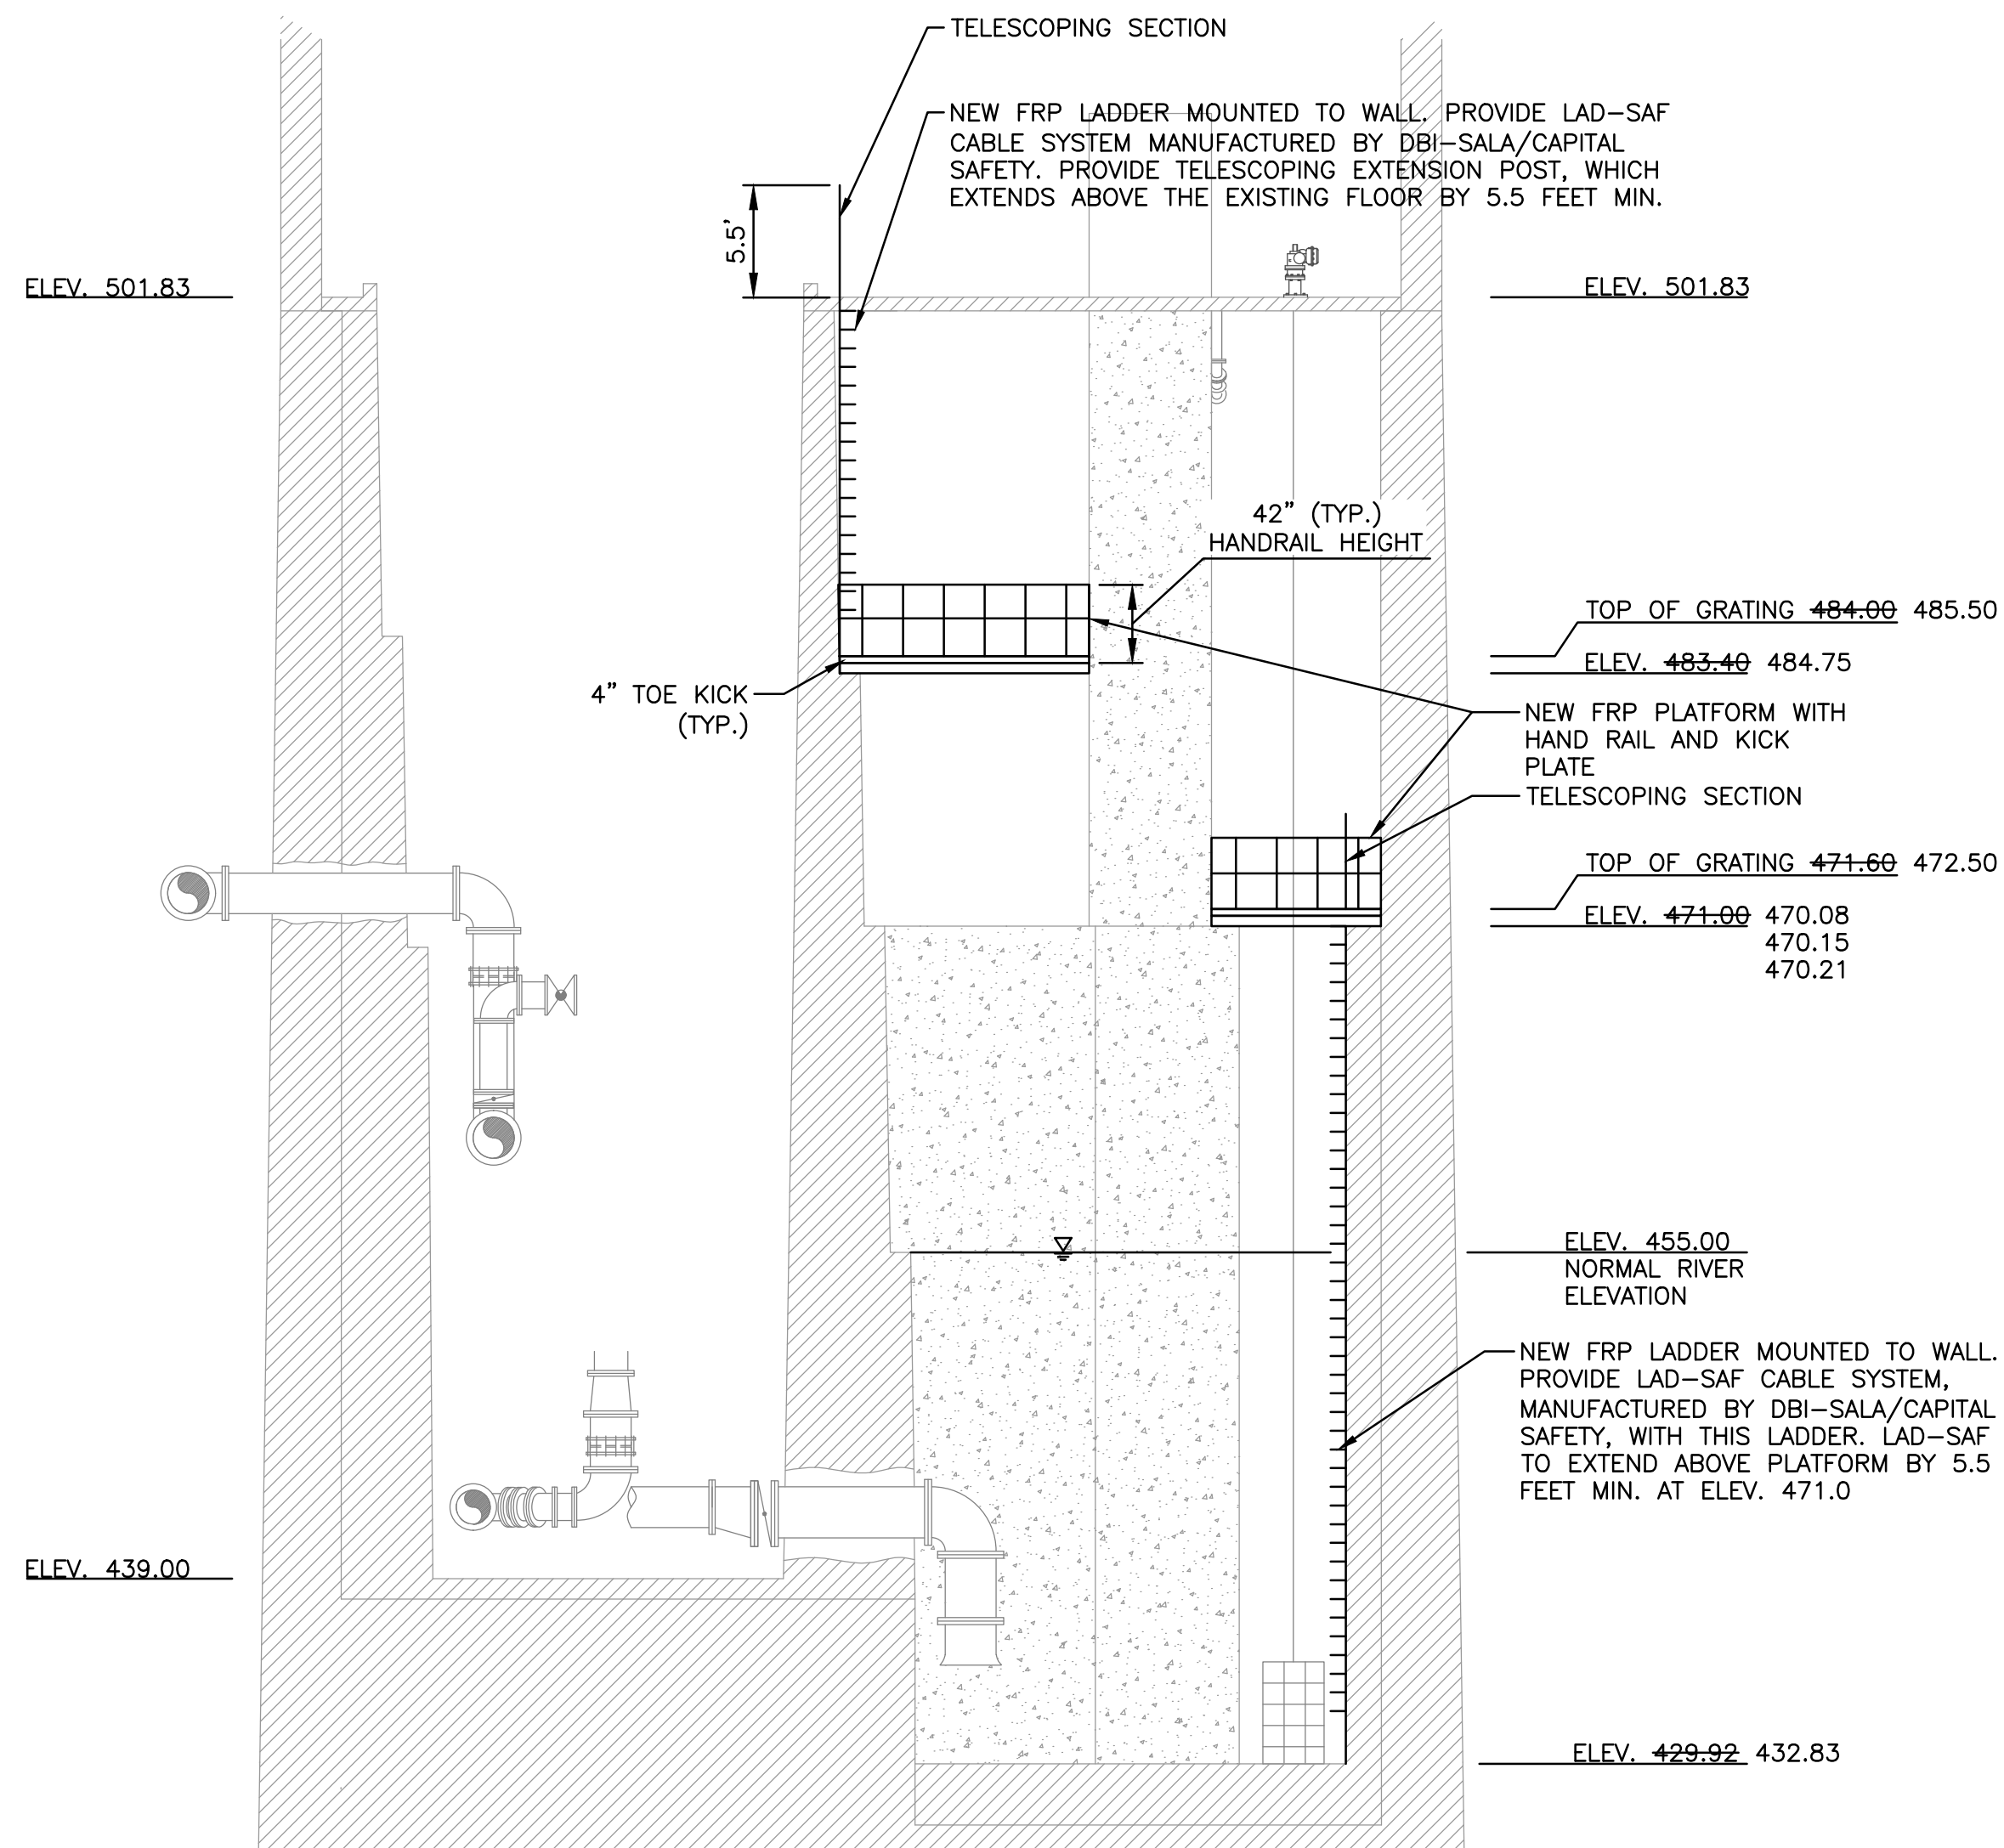 TELESCOPING SECTION
NEW FRP LADDER MOUNTED TO WALL. PROVIDE LAD-SAF
CABLE SYSTEM MANUFACTURED BY DBI-SALA/CAPITAL
SAFETY. PROVIDE TELESCOPING EXTENSION POST, WHICH
EXTENDS ABOVE THE EXISTING FLOOR BY 5.5 FEET MIN.
5.5'
ELEV. 501.83
ELEV. 501.83
42" (TYP.)
HANDRAIL HEIGHT
TOP OF GRATING 484.00 485.50
ELEV. 483.40 484.75
4" TOE KICK
(TYP.)
NEW FRP PLATFORM WITH
HAND RAIL AND KICK
PLATE
TELESCOPING SECTION
TOP OF GRATING 471.60 472.50
ELEV. 471.00 470.08
470.15
470.21
ELEV. 455.00
NORMAL RIVER
ELEVATION
NEW FRP LADDER MOUNTED TO WALL.
PROVIDE LAD-SAF CABLE SYSTEM,
MANUFACTURED BY DBI-SALA/CAPITAL
SAFETY, WITH THIS LADDER. LAD-SAF
TO EXTEND ABOVE PLATFORM BY 5.5
FEET MIN. AT ELEV. 471.0
ELEV. 439.00
ELEV. 429.92 432.83